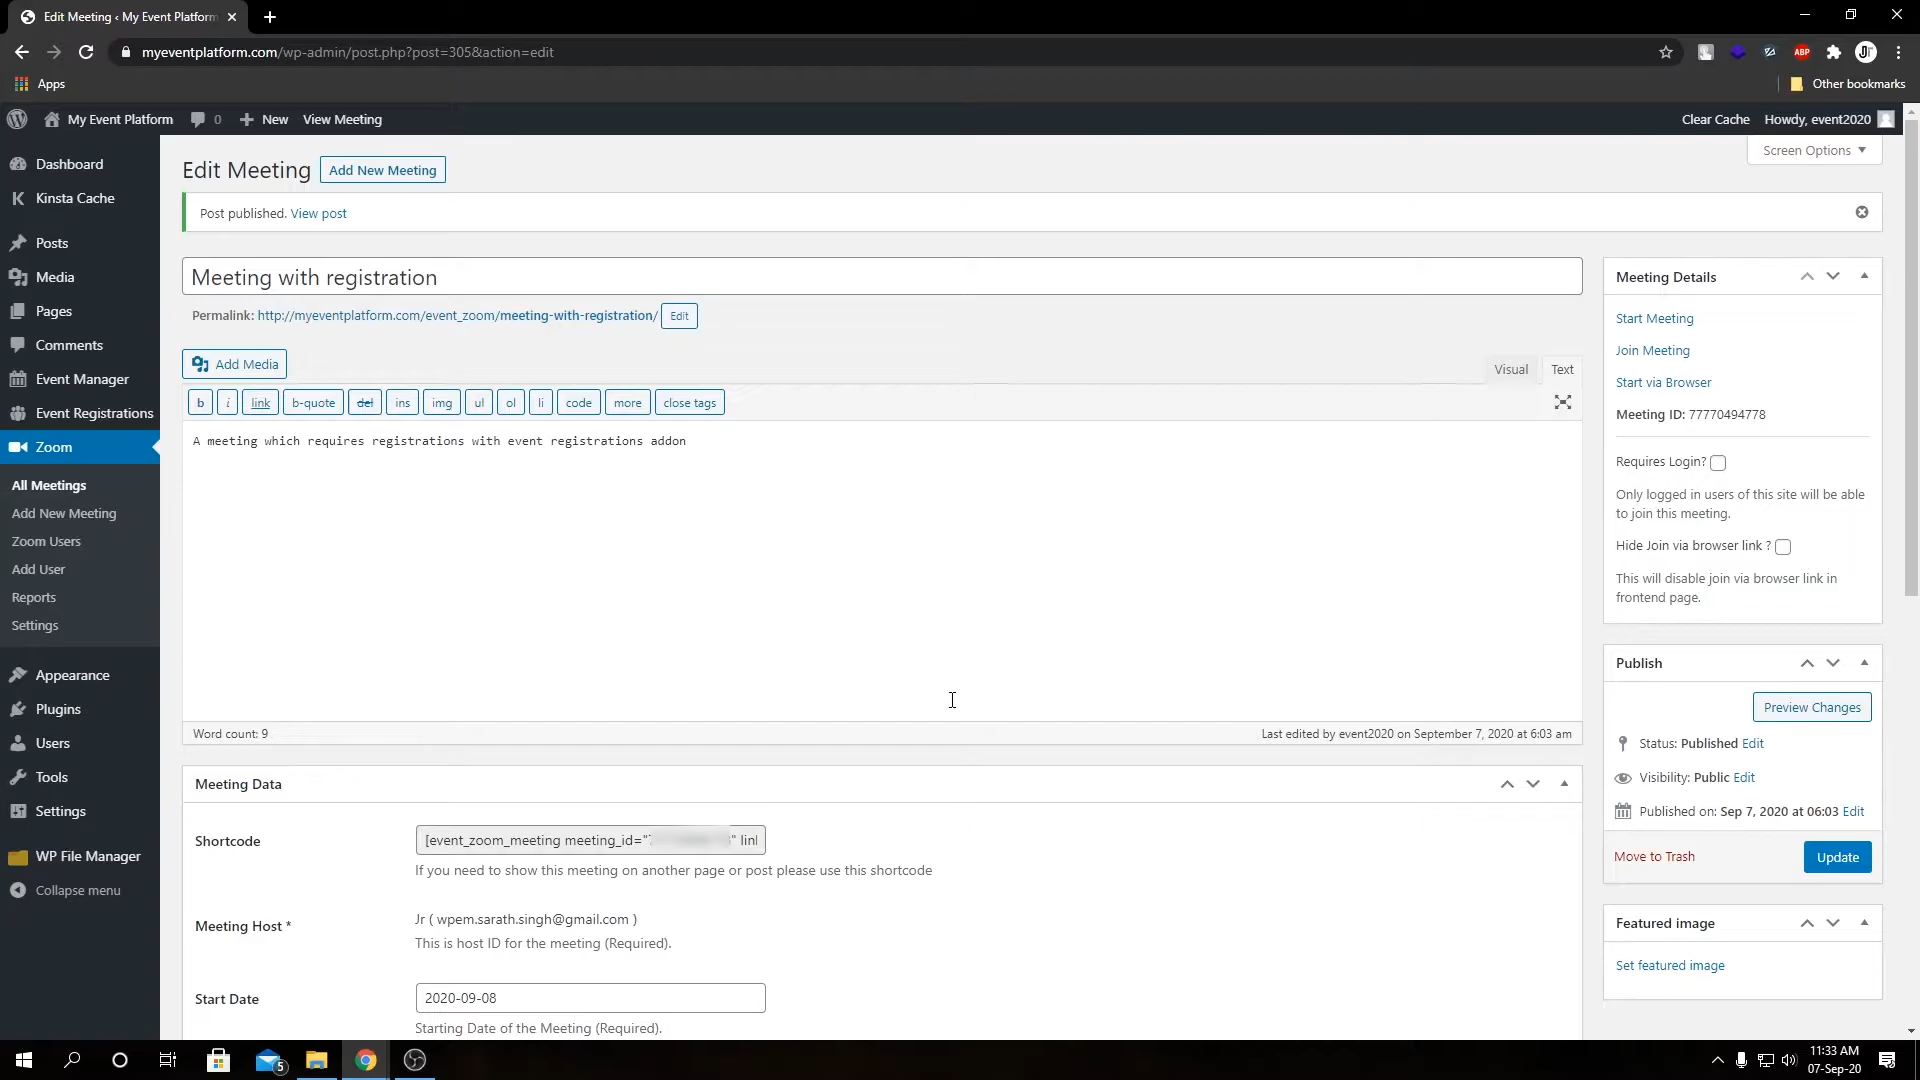 Edit Meeting ‹ My Event Platform
myeventplatform.com/wp-admin/post.php?post=305&action=edit
ABP
Apps
Other bookmarks
My Event Platform
0
New
View Meeting
Clear Cache
Howdy, event2020
Dashboard
Kinsta Cache
Posts
Media
Pages
Comments
Event Manager
Event Registrations
Zoom
All Meetings
Add New Meeting
Zoom Users
Add User
Reports
Settings
Appearance
Plugins
Users
Tools
Settings
WP File Manager
Collapse menu
Screen Options
Edit Meeting
Add New Meeting
Post published. View post
Meeting with registration
Permalink: http://myeventplatform.com/event_zoom/meeting-with-registration/ Edit
Add Media
Visual
Text
b
i
link
b-quote
del
ins
img
ul
ol
li
code
more
close tags
A meeting which requires registrations with event registrations addon
Word count: 9
Last edited by event2020 on September 7, 2020 at 6:03 am
Meeting Data
Shortcode
[event_zoom_meeting meeting_id="
If you need to show this meeting on another page or post please use this shortcode
Meeting Host *
Jr ( wpem.sarath.singh@gmail.com )
This is host ID for the meeting (Required).
Start Date
2020-09-08
Starting Date of the Meeting (Required).
Meeting Details
Start Meeting
Join Meeting
Start via Browser
Meeting ID: 77770494778
Requires Login?
Only logged in users of this site will be able
to join this meeting.
Hide Join via browser link ?
This will disable join via browser link in
frontend page.
Publish
Preview Changes
Status: Published Edit
Visibility: Public Edit
Published on: Sep 7, 2020 at 06:03 Edit
Move to Trash
Update
Featured image
Set featured image
5
11:33 AM
07-Sep-20